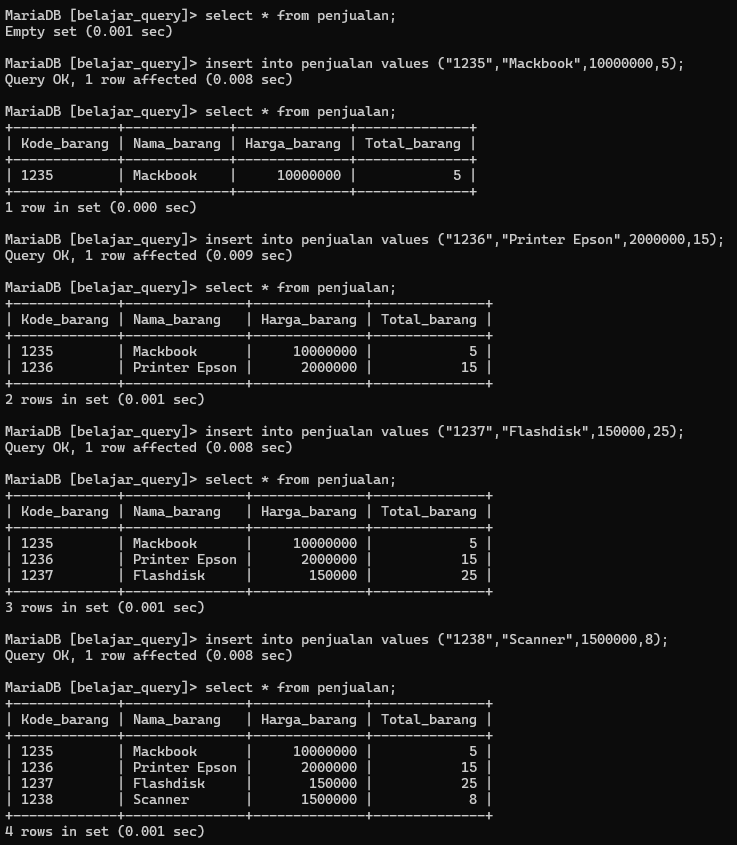 MariaDB [belajar_query]> select * from penjualan;
Empty set (0.001 sec)

MariaDB [belajar_query]> insert into penjualan values ("1235","Mackbook",10000000,5);
Query OK, 1 row affected (0.008 sec)

MariaDB [belajar_query]> select * from penjualan;
+-------------+-------------+--------------+--------------+
| Kode_barang | Nama_barang | Harga_barang | Total_barang |
+-------------+-------------+--------------+--------------+
| 1235        | Mackbook    |     10000000 |            5 |
+-------------+-------------+--------------+--------------+
1 row in set (0.000 sec)

MariaDB [belajar_query]> insert into penjualan values ("1236","Printer Epson",2000000,15);
Query OK, 1 row affected (0.009 sec)

MariaDB [belajar_query]> select * from penjualan;
+-------------+---------------+--------------+--------------+
| Kode_barang | Nama_barang   | Harga_barang | Total_barang |
+-------------+---------------+--------------+--------------+
| 1235        | Mackbook      |     10000000 |            5 |
| 1236        | Printer Epson |      2000000 |           15 |
+-------------+---------------+--------------+--------------+
2 rows in set (0.001 sec)

MariaDB [belajar_query]> insert into penjualan values ("1237","Flashdisk",150000,25);
Query OK, 1 row affected (0.008 sec)

MariaDB [belajar_query]> select * from penjualan;
+-------------+---------------+--------------+--------------+
| Kode_barang | Nama_barang   | Harga_barang | Total_barang |
+-------------+---------------+--------------+--------------+
| 1235        | Mackbook      |     10000000 |            5 |
| 1236        | Printer Epson |      2000000 |           15 |
| 1237        | Flashdisk     |       150000 |           25 |
+-------------+---------------+--------------+--------------+
3 rows in set (0.001 sec)

MariaDB [belajar_query]> insert into penjualan values ("1238","Scanner",1500000,8);
Query OK, 1 row affected (0.008 sec)

MariaDB [belajar_query]> select * from penjualan;
+-------------+---------------+--------------+--------------+
| Kode_barang | Nama_barang   | Harga_barang | Total_barang |
+-------------+---------------+--------------+--------------+
| 1235        | Mackbook      |     10000000 |            5 |
| 1236        | Printer Epson |      2000000 |           15 |
| 1237        | Flashdisk     |       150000 |           25 |
| 1238        | Scanner       |      1500000 |            8 |
+-------------+---------------+--------------+--------------+
4 rows in set (0.001 sec)